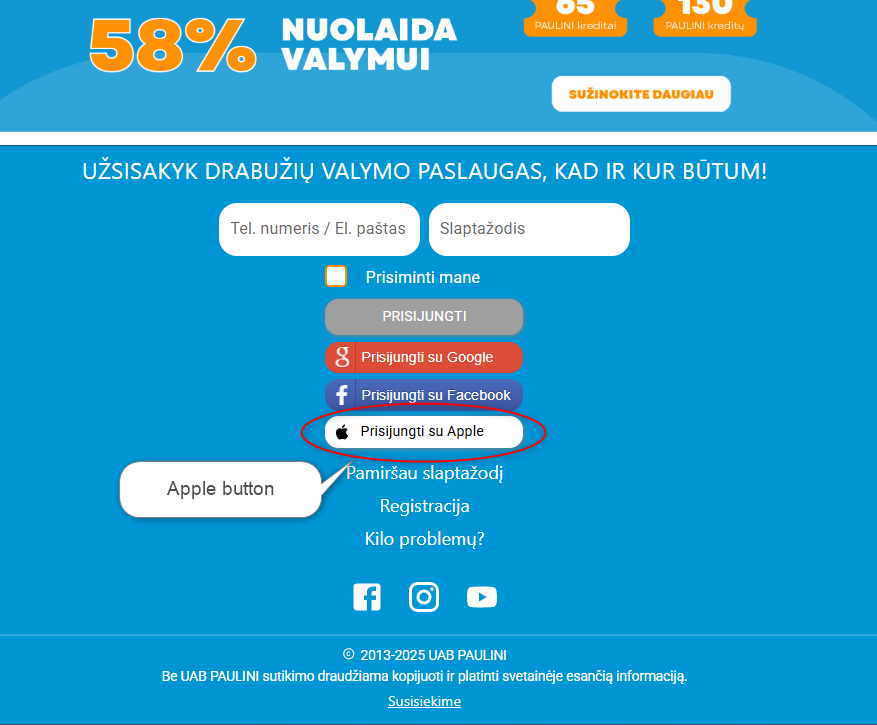 58% NUOLAIDA
VALYMUI
65 130
PAULINI kreditai PAULINI kreditų
SUŽINOKITE DAUGIAU
UŽSISAKYK DRABUŽIŲ VALYMO PASLAUGAS, KAD IR KUR BŪTUM!
Tel. numeris / El. paštas Slaptažodis
Prisiminti mane
PRISIJUNGTI
Prisijungti su Google
Prisijungti su Facebook
Prisijungti su Apple
Pamiršau slaptažodį
Apple button
Registracija
Kilo problemų?
© 2013-2025 UAB PAULINI
Be UAB PAULINI sutikimo draudžiama kopijuoti ir platinti svetainėje esančią informaciją.
Susisiekime